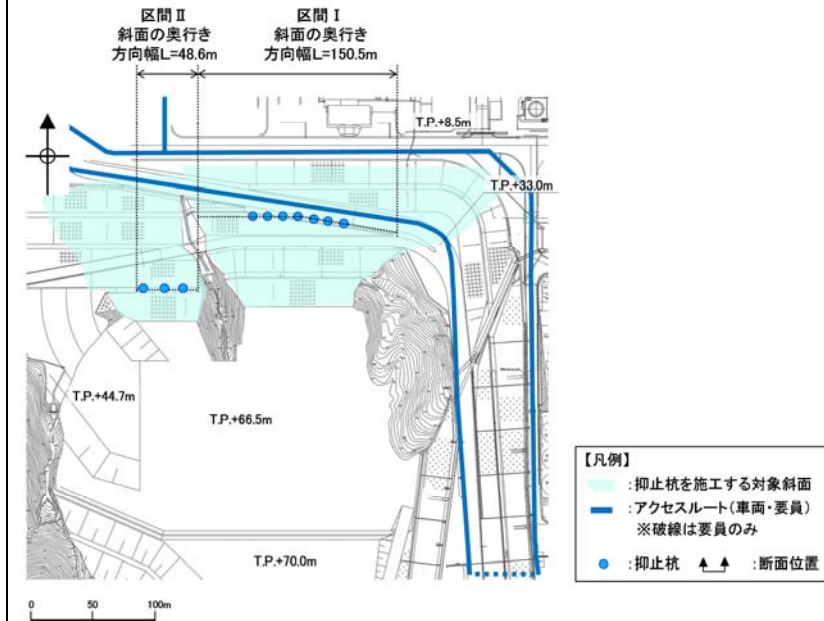 区間Ⅱ
斜面の奥行き
方向幅L=48.6m
区間Ⅰ
斜面の奥行き
方向幅L=150.5m
T.P.+8.5m
T.P.+33.0m
T.P.+44.7m
T.P.+66.5m
T.P.+70.0m
【凡例】
:抑止杭を施工する対象斜面
:アクセスルート(車両・要員)
※破線は要員のみ
:抑止杭 :断面位置
0 50 100m